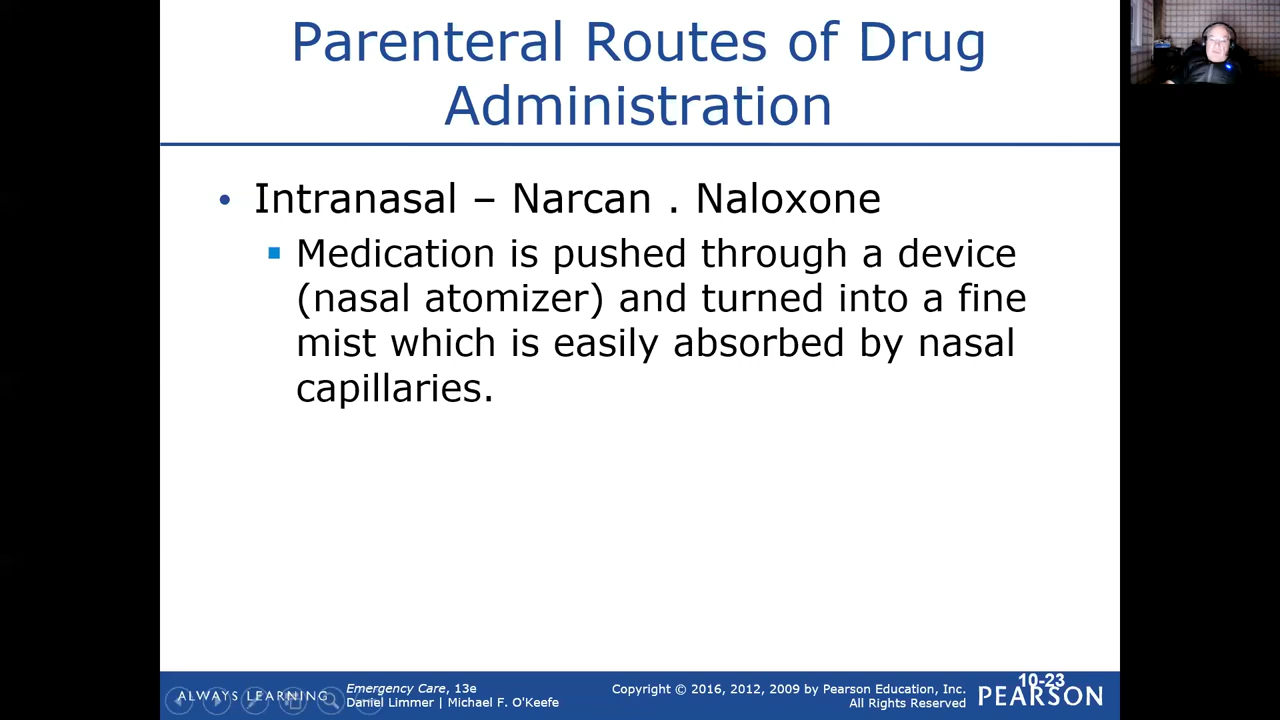 Parenteral Routes of Drug
Administration
• Intranasal – Narcan . Naloxone
▪ Medication is pushed through a device
(nasal atomizer) and turned into a fine
mist which is easily absorbed by nasal
capillaries.
ALWAYS LEARNING
Emergency Care, 13e
Daniel Limmer | Michael F. O'Keefe
Copyright © 2016, 2012, 2009 by Pearson Education, Inc.
All Rights Reserved
10-23
PEARSON